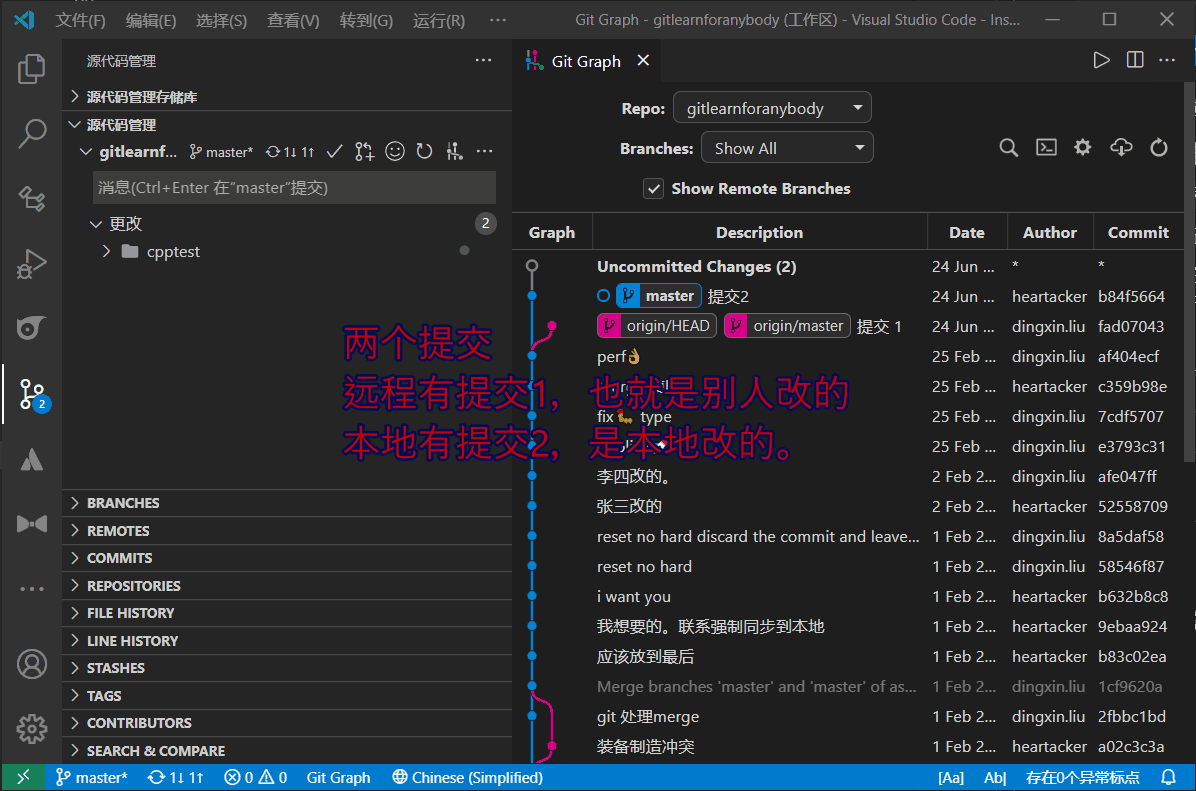 文件(F) 编辑(E) 选择(S) 查看(V) 转到(G) 运行(R) ··· Git Graph - gitlearnforanybody (工作区) - Visual Studio Code - Ins...
源代码管理 ···
源代码管理存储库
源代码管理
gitlearnf... master* 1↓ 1↑ ···
消息(Ctrl+Enter 在“master”提交)
更改 2
cpptest
2
BRANCHES
REMOTES
COMMITS
REPOSITORIES
FILE HISTORY
LINE HISTORY
STASHES
TAGS
CONTRIBUTORS
SEARCH & COMPARE
Git Graph
Repo: gitlearnforanybody
Branches: Show All
Show Remote Branches
Graph Description Date Author Commit
Uncommitted Changes (2) 24 Jun ... * *
master 提交2 24 Jun ... heartacker b84f5664
origin/HEAD origin/master 提交 1 24 Jun ... dingxin.liu fad07043
perf👌 25 Feb ... dingxin.liu af404ecf
25 Feb ... heartacker c359b98e
fix🐛 type 25 Feb ... dingxin.liu 7cdf5707
25 Feb ... dingxin.liu e3793c31
李四改的。 2 Feb 2... dingxin.liu afe047ff
张三改的 2 Feb 2... heartacker 52558709
reset no hard discard the commit and leave... 1 Feb 2... dingxin.liu 8a5daf58
reset no hard 1 Feb 2... dingxin.liu 58546f87
i want you 1 Feb 2... heartacker b632b8c8
我想要的。联系强制同步到本地 1 Feb 2... heartacker 9ebaa924
应该放到最后 1 Feb 2... heartacker b83c02ea
Merge branches 'master' and 'master' of as... 1 Feb 2... dingxin.liu 1cf9620a
git 处理merge 1 Feb 2... dingxin.liu 2fbbc1bd
装备制造冲突 1 Feb 2... heartacker a02c3c3a
两个提交
远程有提交1，也就是别人改的
本地有提交2，是本地改的。
master* 1↓ 1↑ 0 0 Git Graph Chinese (Simplified) [Aa] Ab| 存在0个异常标点